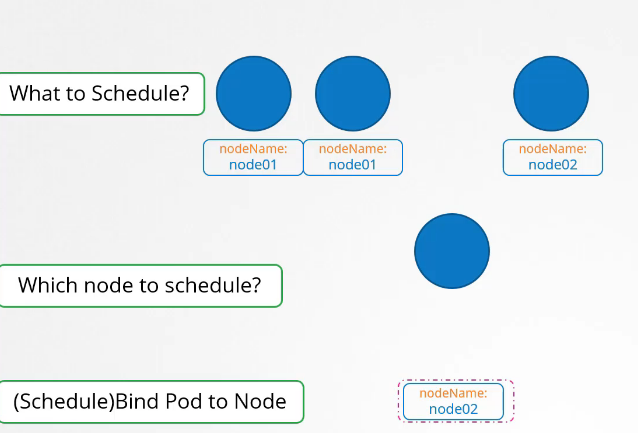 What to Schedule?
nodeName:
node01
nodeName:
node01
nodeName:
node02
Which node to schedule?
(Schedule)Bind Pod to Node
nodeName:
node02